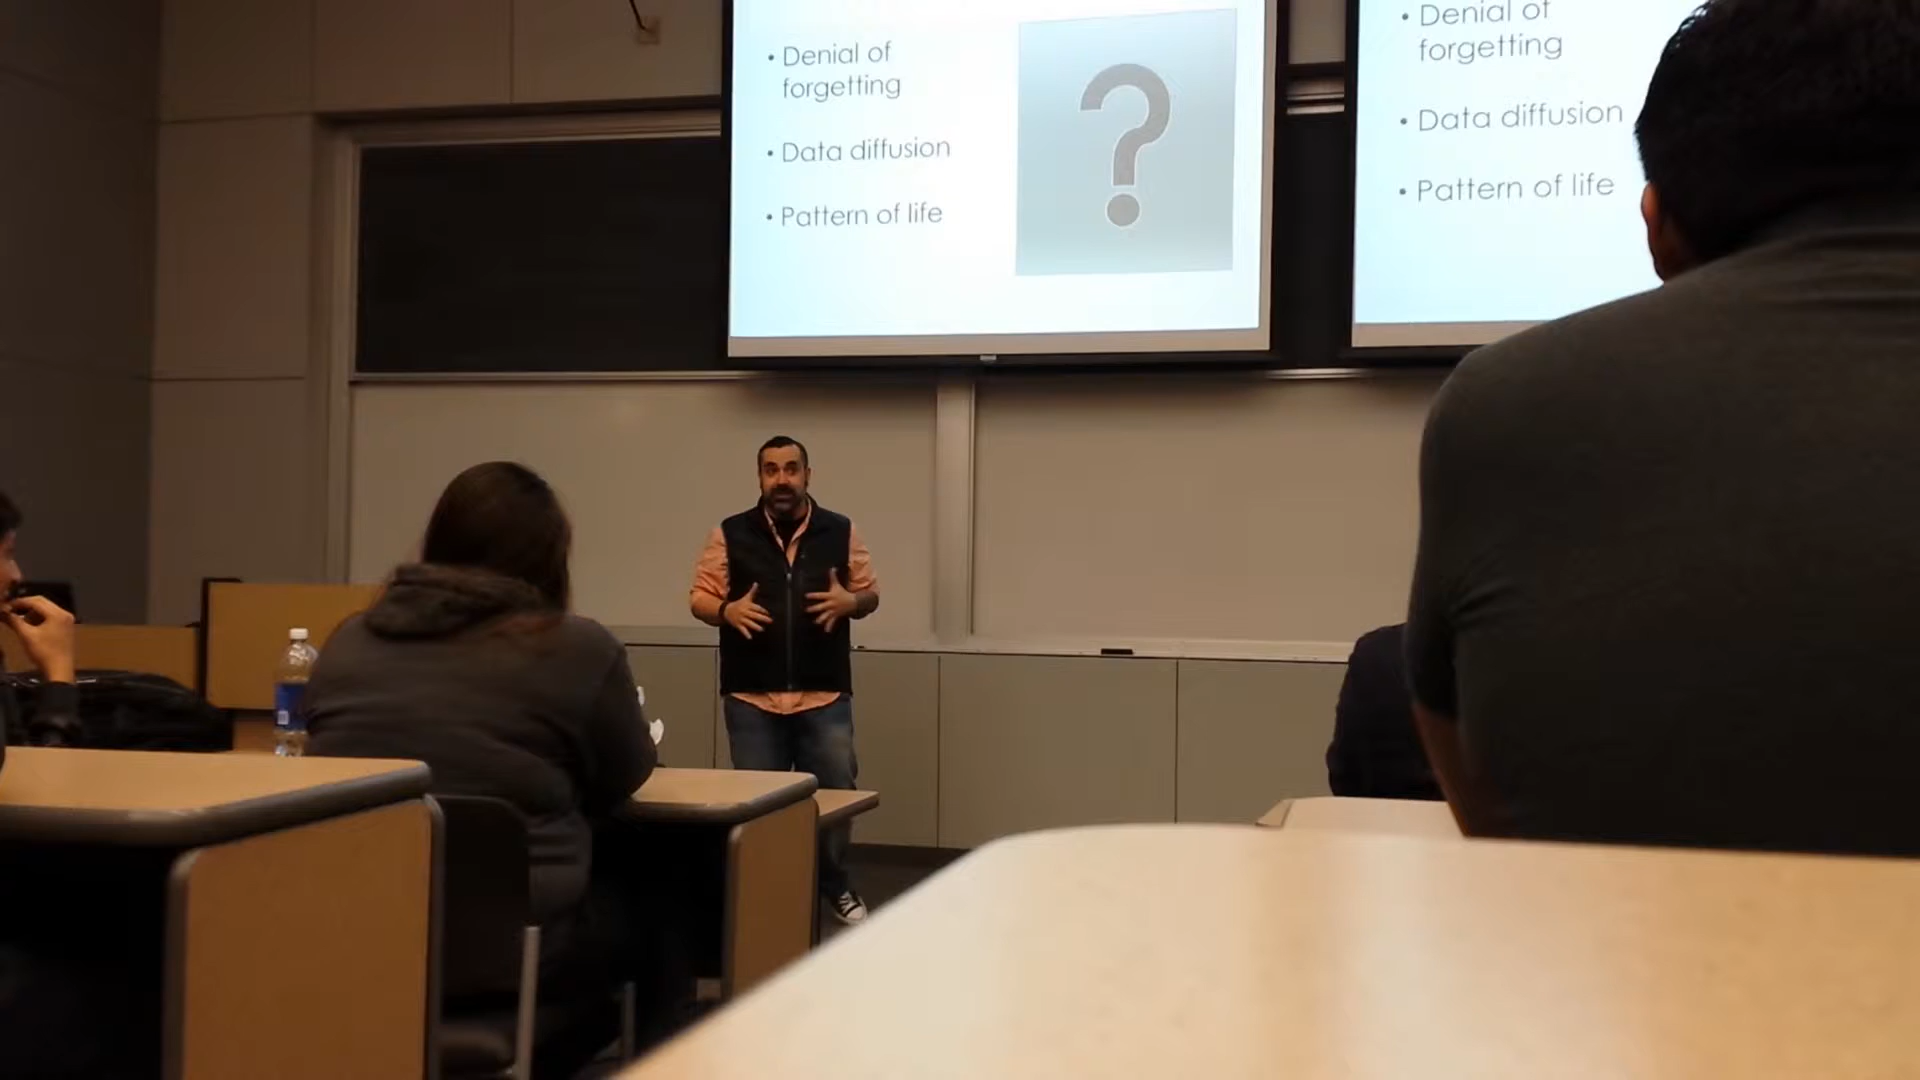 • Denial of
forgetting
• Data diffusion
• Pattern of life
?
• Denial of
forgetting
• Data diffusion
• Pattern of life